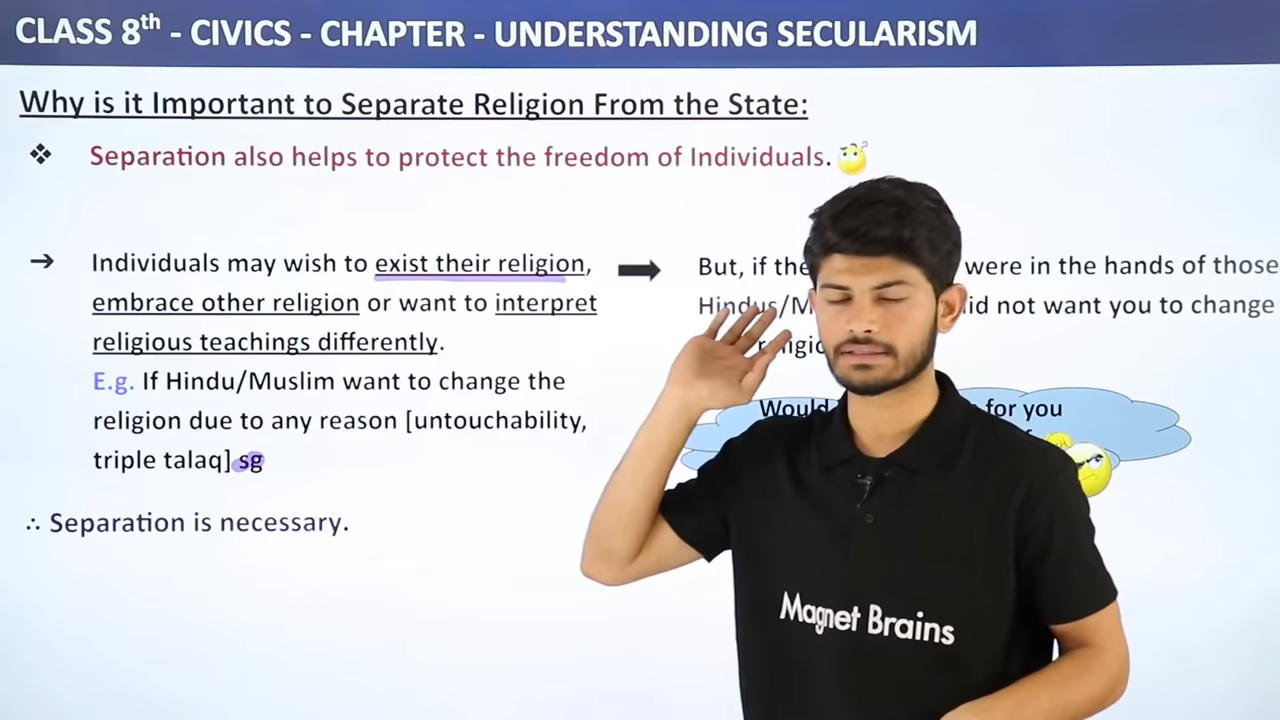 CLASS 8th - CIVICS - CHAPTER - UNDERSTANDING SECULARISM
Why is it Important to Separate Religion From the State:
❖ Separation also helps to protect the freedom of Individuals.
→ Individuals may wish to exist their religion,
embrace other religion or want to interpret
religious teachings differently.
E.g. If Hindu/Muslim want to change the
religion due to any reason [untouchability,
triple talaq] sg
∴ Separation is necessary.
But, if the were in the hands of those
Hindus/M did not want you to change
for you
Magnet Brains